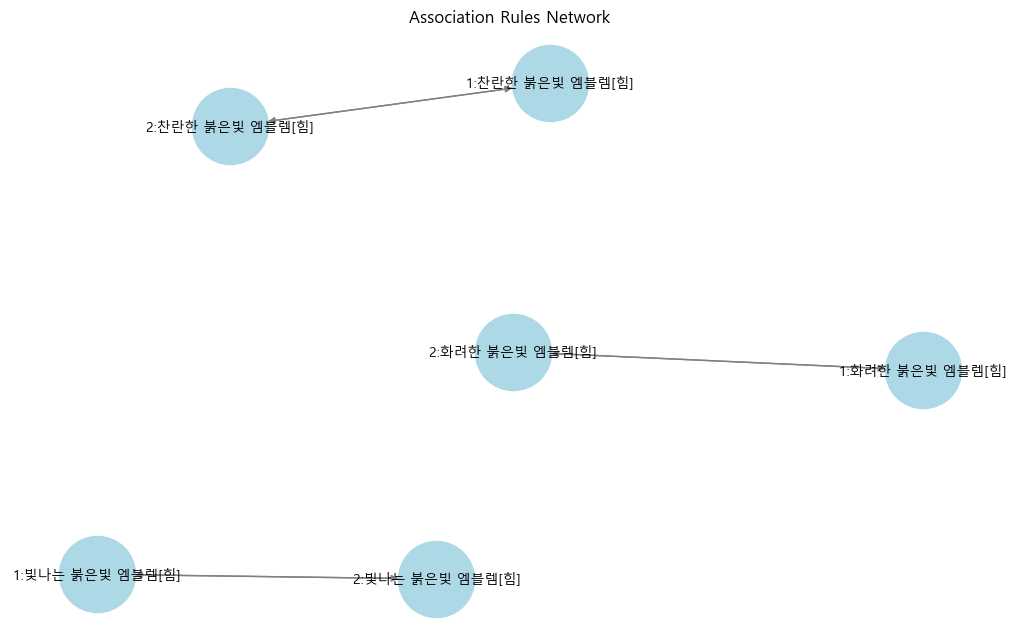 Association Rules Network
1:찬란한 붉은빛 엠블렘[힘]
2:찬란한 붉은빛 엠블렘[힘]
2:화려한 붉은빛 엠블렘[힘]
1:화려한 붉은빛 엠블렘[힘]
1:빛나는 붉은빛 엠블렘[힘]
2:빛나는 붉은빛 엠블렘[힘]